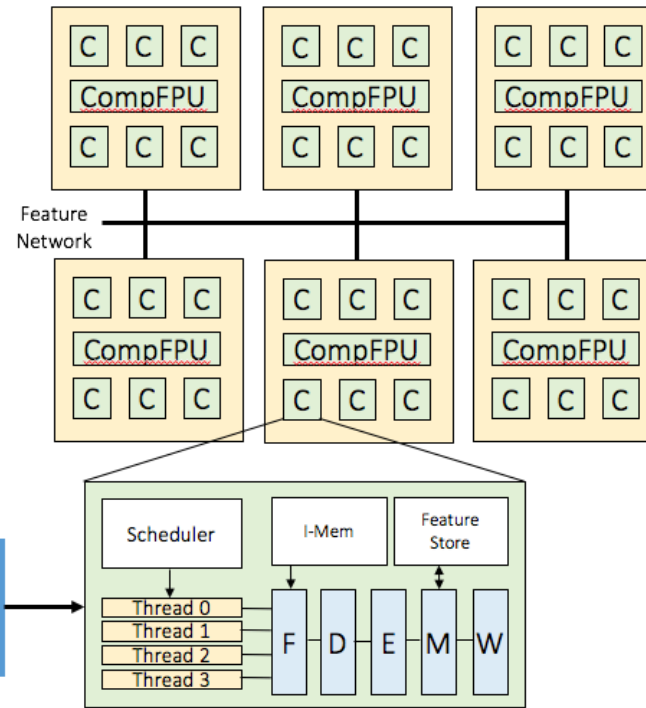 C C C C C C C C C
CompFPU CompFPU CompFPU
C C C C C C C C C
Feature
Network
C C C C C C C C C
CompFPU CompFPU CompFPU
C C C C C C C C C
Scheduler
I-Mem
Feature
Store
Thread 0
Thread 1
Thread 2
Thread 3
F D E M W